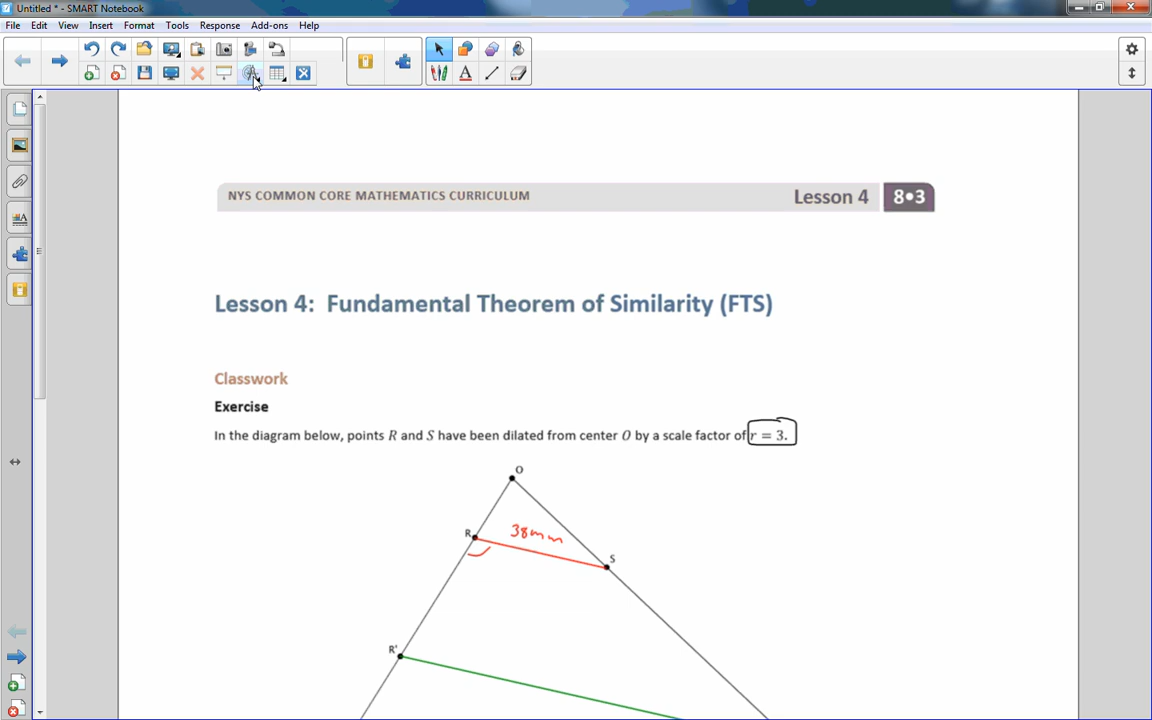 Untitled * - SMART Notebook
File Edit View Insert Format Tools Response Add-ons Help
NYS COMMON CORE MATHEMATICS CURRICULUM Lesson 4 8•3
Lesson 4: Fundamental Theorem of Similarity (FTS)
Classwork
Exercise
In the diagram below, points R and S have been dilated from center O by a scale factor of r = 3.
O
R 38mm
S
R'